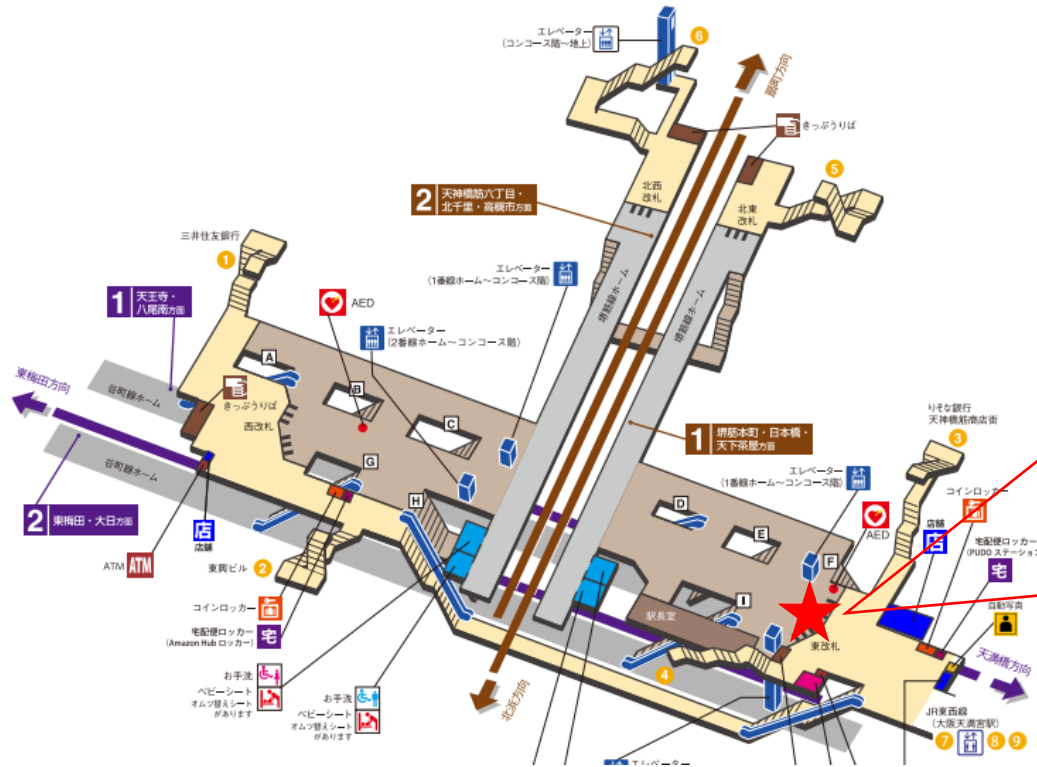 エレベーター
(コンコース階～地上)
6
扇町方向
きっぷうりば
5
2 天神橋筋六丁目・
北千里・高槻市方面
北西
改札
北東
改札
三井住友銀行
1
エレベーター
(1番線ホーム～コンコース階)
堺筋線ホーム
堺筋線ホーム
1 天王寺・
八尾南方面
AED
エレベーター
(2番線ホーム～コンコース階)
東梅田方向
谷町線ホーム
A
B
C
きっぷうりば
西改札
1 堺筋本町・日本橋・
天下茶屋方面
りそな銀行
天神橋筋商店街
3
谷町線ホーム
G
エレベーター
(1番線ホーム～コンコース階)
コインロッカー
2 東梅田・大日方面
H
D
E
F
AED
店
店舗
店舗
店
宅配便ロッカー
(PUDOステーション
宅
ATM ATM
東興ビル 2
I
駅長室
自動写真
コインロッカー
宅配便ロッカー
(Amazon Hub ロッカー)
宅
東改札
天満橋方向
4
お手洗
ベビーシート
オムツ替えシート
があります
お手洗
ベビーシート
オムツ替えシート
があります
北浜方向
JR東西線
(大阪天満宮駅)
7 8 9
エレベーター